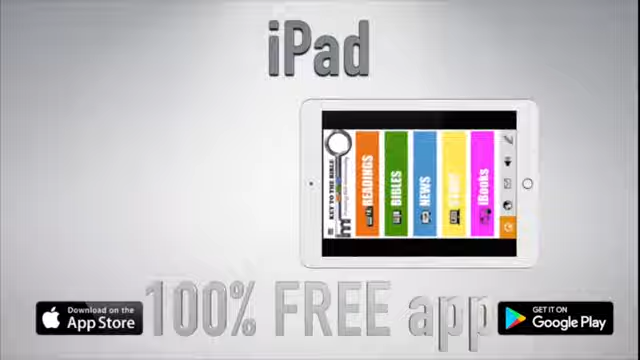 iPad
KEY TO THE BIBLE
READINGS
BIBLES
NEWS
iBooks
100% FREE app
Download on the
App Store
GET IT ON
Google Play